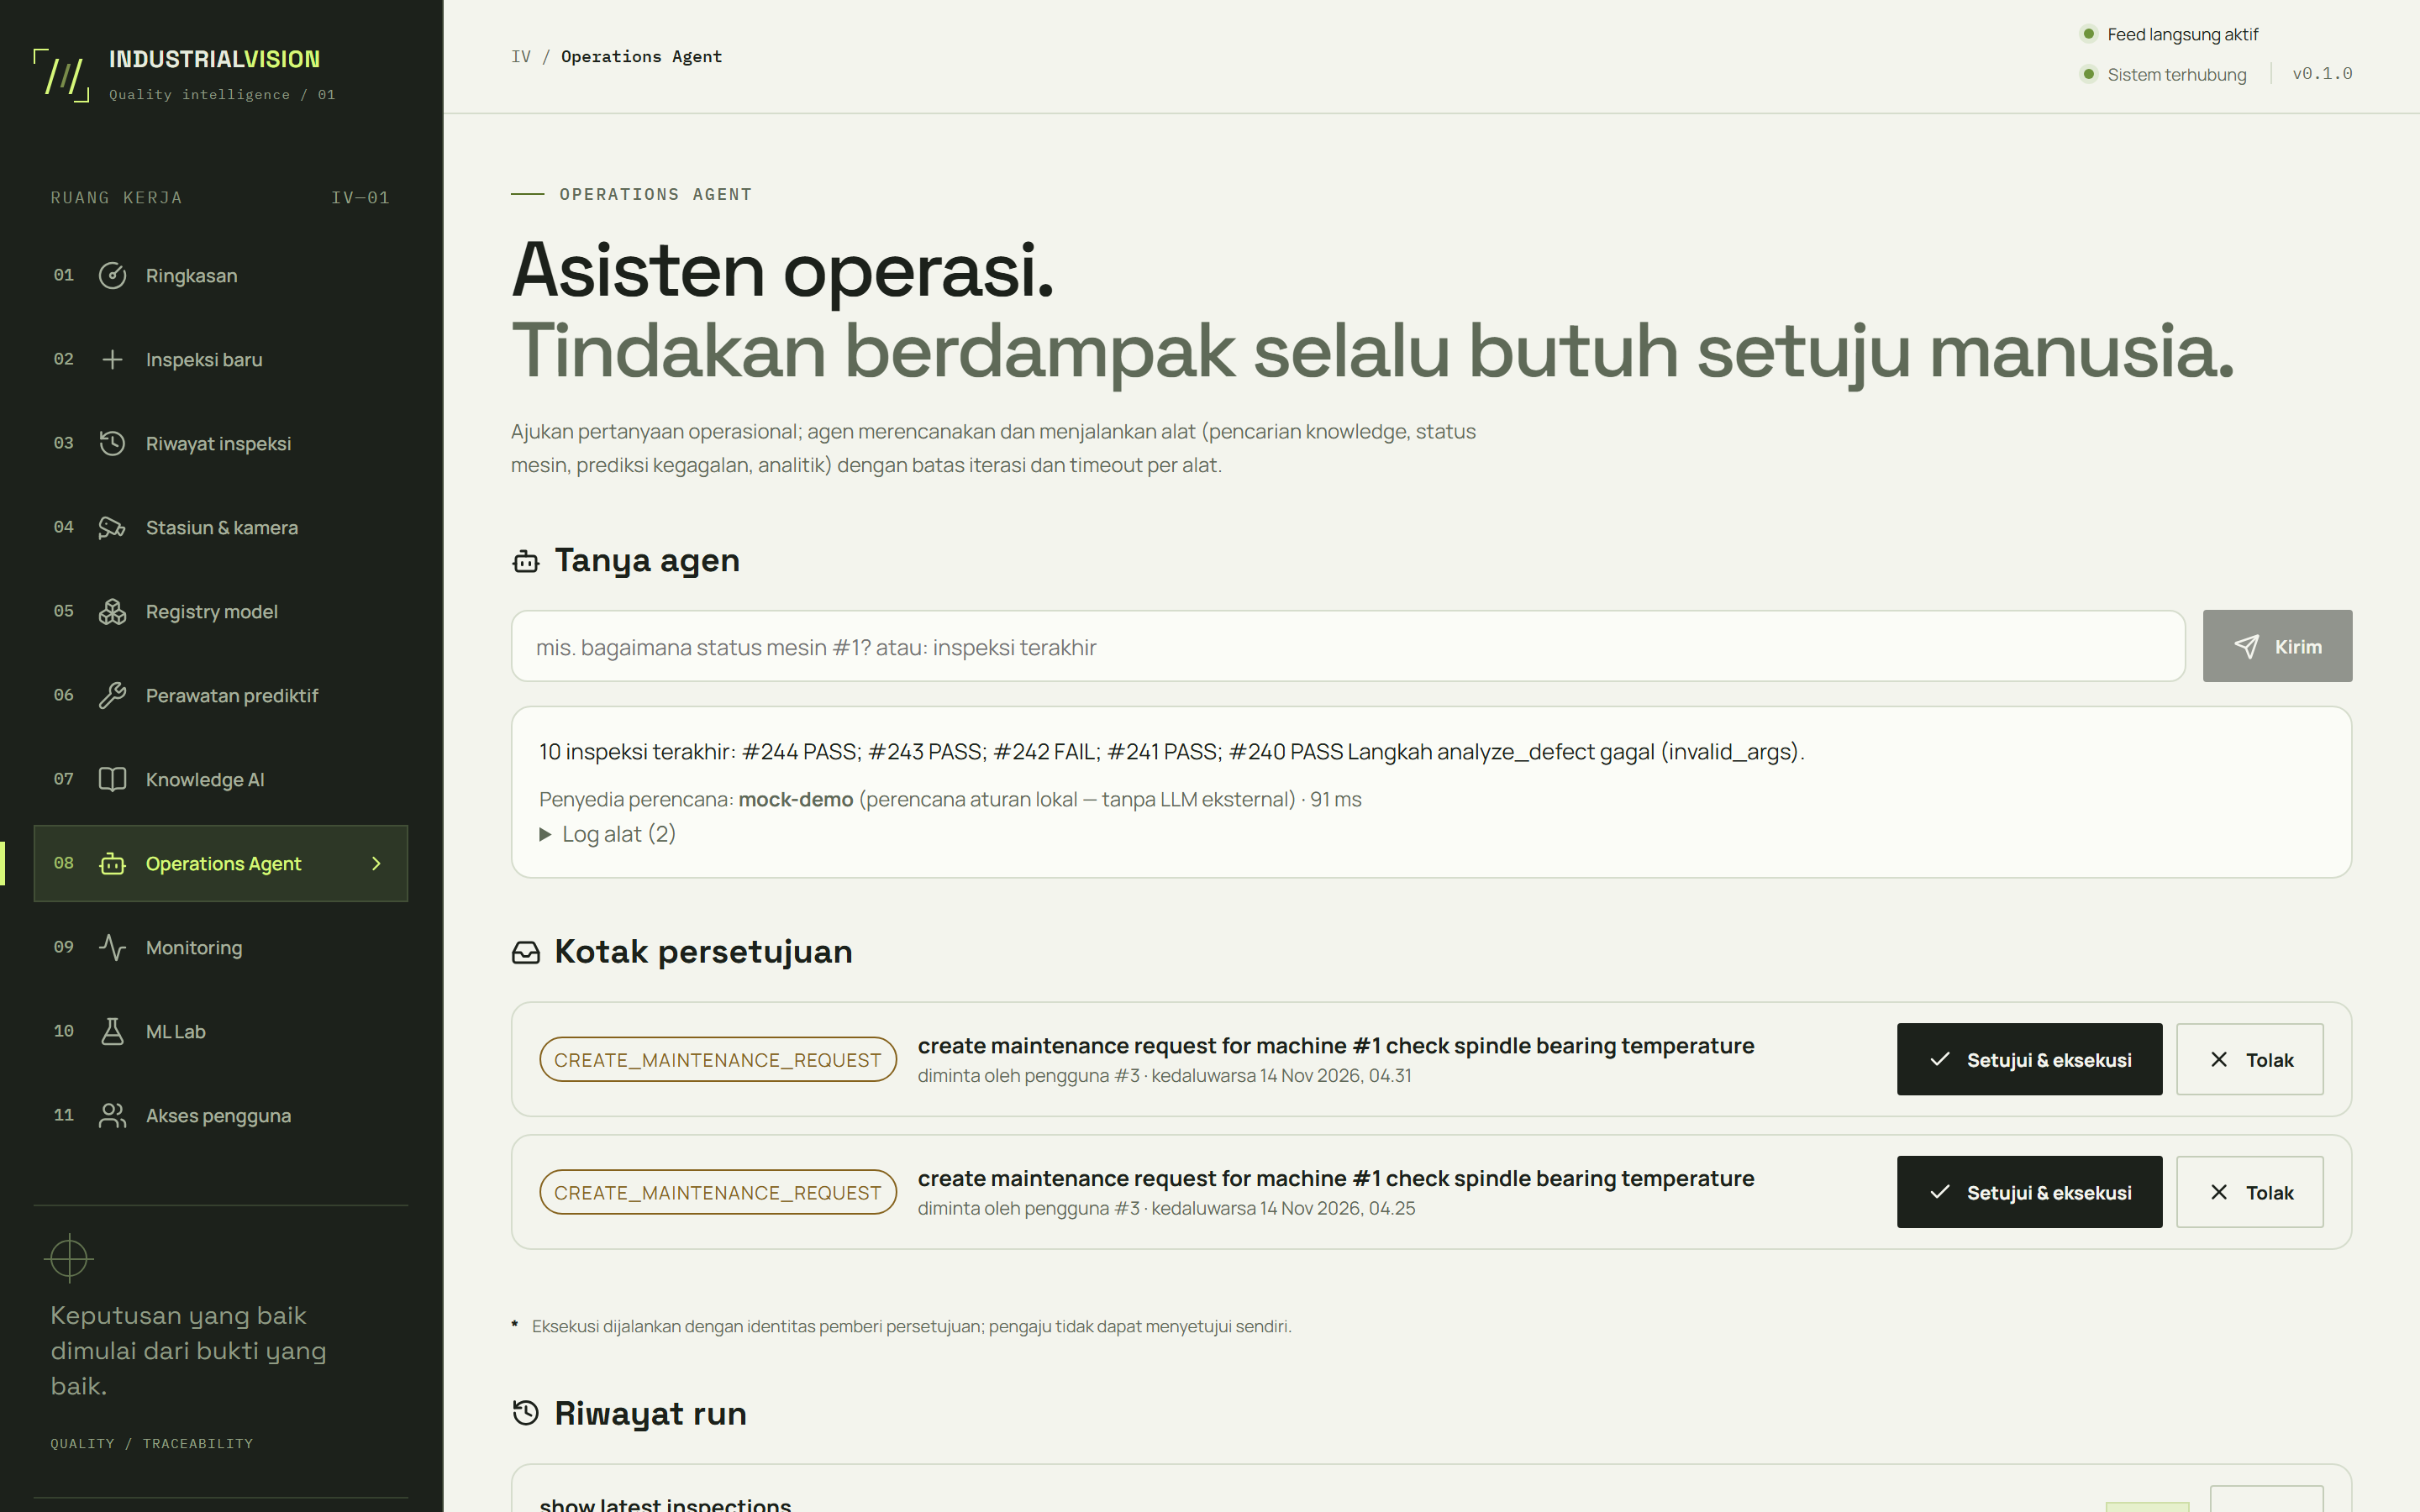 INDUSTRIALVISION
Quality intelligence / 01
RUANG KERJA IV—01
01 Ringkasan
02 Inspeksi baru
03 Riwayat inspeksi
04 Stasiun & kamera
05 Registry model
06 Perawatan prediktif
07 Knowledge AI
08 Operations Agent
09 Monitoring
10 ML Lab
11 Akses pengguna
Keputusan yang baik
dimulai dari bukti yang
baik.
QUALITY / TRACEABILITY
IV / Operations Agent
Feed langsung aktif
Sistem terhubung v0.1.0
OPERATIONS AGENT
Asisten operasi.
Tindakan berdampak selalu butuh setuju manusia.
Ajukan pertanyaan operasional; agen merencanakan dan menjalankan alat (pencarian knowledge, status
mesin, prediksi kegagalan, analitik) dengan batas iterasi dan timeout per alat.
Tanya agen
mis. bagaimana status mesin #1? atau: inspeksi terakhir
Kirim
10 inspeksi terakhir: #244 PASS; #243 PASS; #242 FAIL; #241 PASS; #240 PASS Langkah analyze_defect gagal (invalid_args).
Penyedia perencana: mock-demo (perencana aturan lokal — tanpa LLM eksternal) · 91 ms
Log alat (2)
Kotak persetujuan
CREATE_MAINTENANCE_REQUEST
create maintenance request for machine #1 check spindle bearing temperature
diminta oleh pengguna #3 · kedaluwarsa 14 Nov 2026, 04.31
Setujui & eksekusi
Tolak
CREATE_MAINTENANCE_REQUEST
create maintenance request for machine #1 check spindle bearing temperature
diminta oleh pengguna #3 · kedaluwarsa 14 Nov 2026, 04.25
Setujui & eksekusi
Tolak
* Eksekusi dijalankan dengan identitas pemberi persetujuan; pengaju tidak dapat menyetujui sendiri.
Riwayat run
show latest inspections